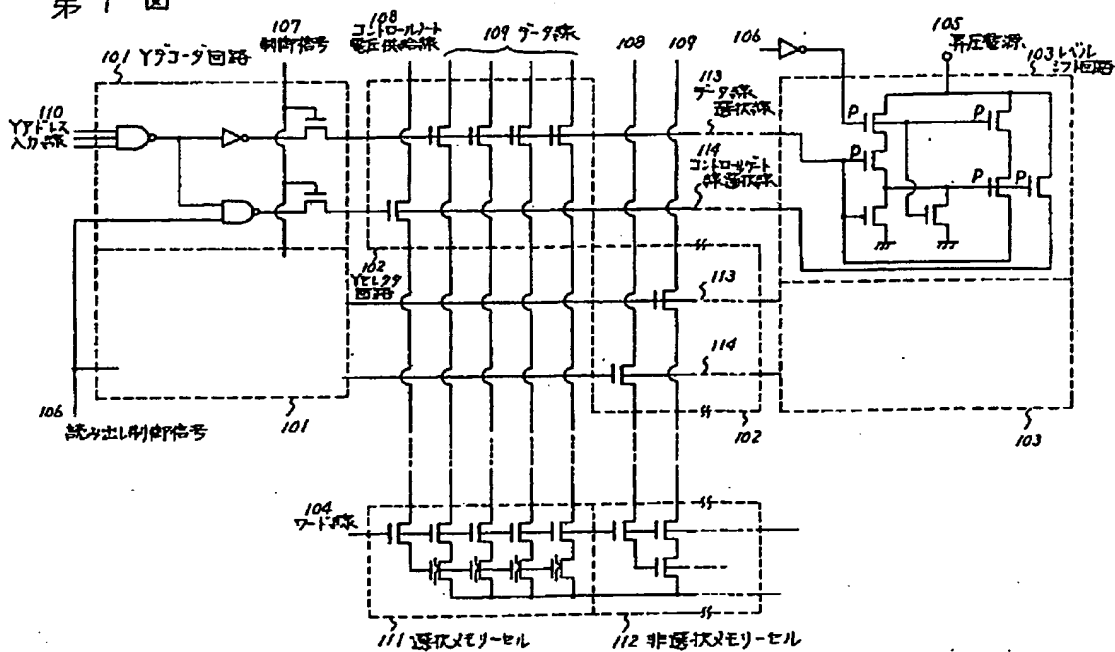 第1図
107
制御信号
108
コントロールゲート
電圧供給線
109 データ線
108
109
106
105
昇圧電源
103 レベル
シフト回路
101 Yデコーダ回路
110
Yアドレス
入力線
113
データ線
選択線
114
コントロールゲート
線選択線
P
P
P
P
P
102
Yセレクタ
回路
113
114
106
読み出し制御信号
101
102
103
104
ワード線
111 選択メモリーセル
112 非選択メモリーセル